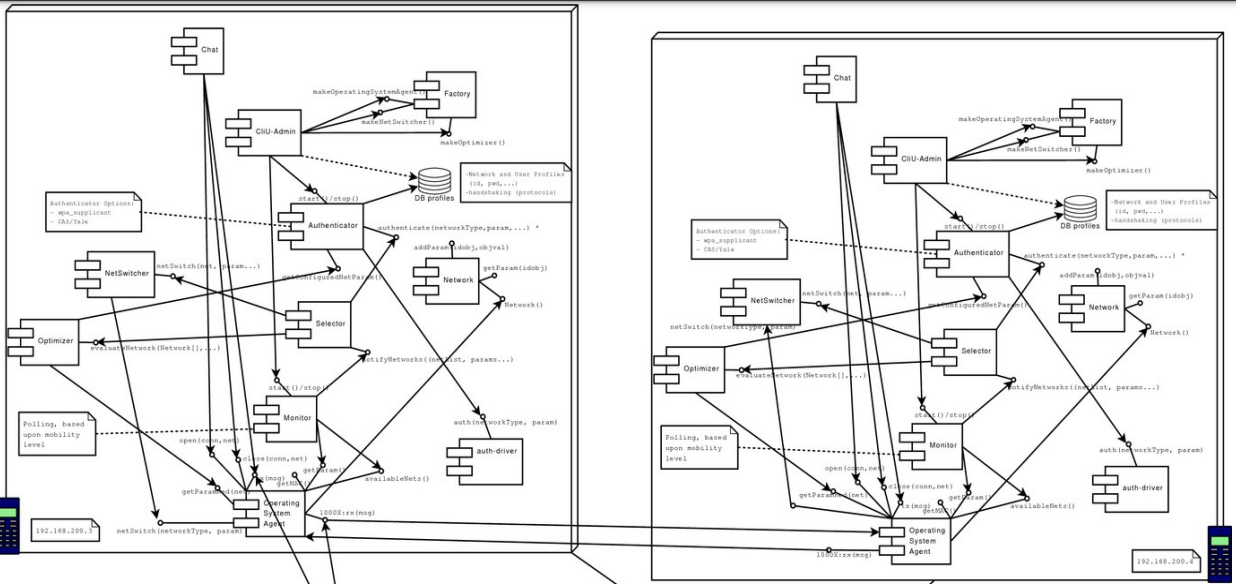 Chat
makeOperatingSystemAgent()
Factory
makeNetSwitcher()
CliU-Admin
makeOptimizer()
-Network and User Profiles
(id, pwd,...)
-handshaking (protocols)
DB profiles
start()/stop()
Authenticator Options:
- wpa_supplicant
- CAS/Yale
Authenticator
authenticate(networkType,param,...) *
addParam(idobj,objval)
NetSwitcher
netSwitch(net, param...)
getConfiguredNetParam()
getParam(idobj)
Network
Network()
Selector
Optimizer
evaluateNetwork(Network[],...)
notifyNetworks((netlist, params...)
start()/stop()
Monitor
Polling, based
upon mobility
level
auth(networkType, param)
open(conn,net)
auth-driver
close(conn,net)
getParam()
availableNets()
tx(msg)
getMAC()
Operating
System
Agent
1000X:rx(msg)
netSwitch(networkType, param)
192.168.200.3
Chat
makeOperatingSystemAgent()
Factory
makeNetSwitcher()
CliU-Admin
makeOptimizer()
-Network and User Profiles
(id, pwd,...)
-handshaking (protocols)
DB profiles
start()/stop()
Authenticator Options:
- wpa_supplicant
- CAS/Yale
Authenticator
authenticate(networkType,param,...) *
addParam(idobj,objval)
NetSwitcher
netSwitch(net, param...)
getConfiguredNetParam()
getParam(idobj)
Network
netSwitch(networkType, param)
Network()
Selector
Optimizer
evaluateNetwork(Network[],...)
notifyNetworks((netlist, params...)
start()/stop()
Monitor
Polling, based
upon mobility
level
auth(networkType, param)
open(conn,net)
auth-driver
close(conn,net)
getParam()
availableNets()
tx(msg)
getMAC()
Operating
System
Agent
1000X:rx(msg)
192.168.200.4